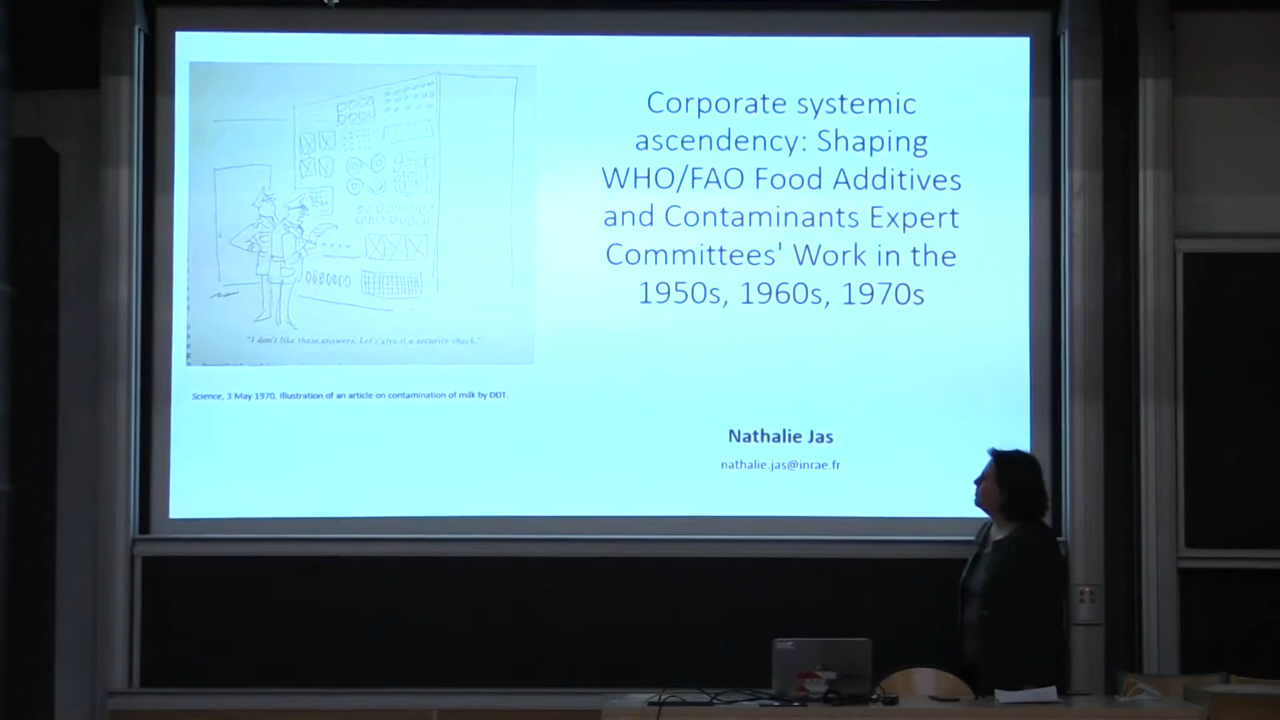 "I don't like these answers. Let's give it a security check."
Science, 3 May 1970. Illustration of an article on contamination of milk by DDT.
Corporate systemic
ascendency: Shaping
WHO/FAO Food Additives
and Contaminants Expert
Committees' Work in the
1950s, 1960s, 1970s
Nathalie Jas
nathalie.jas@inrae.fr